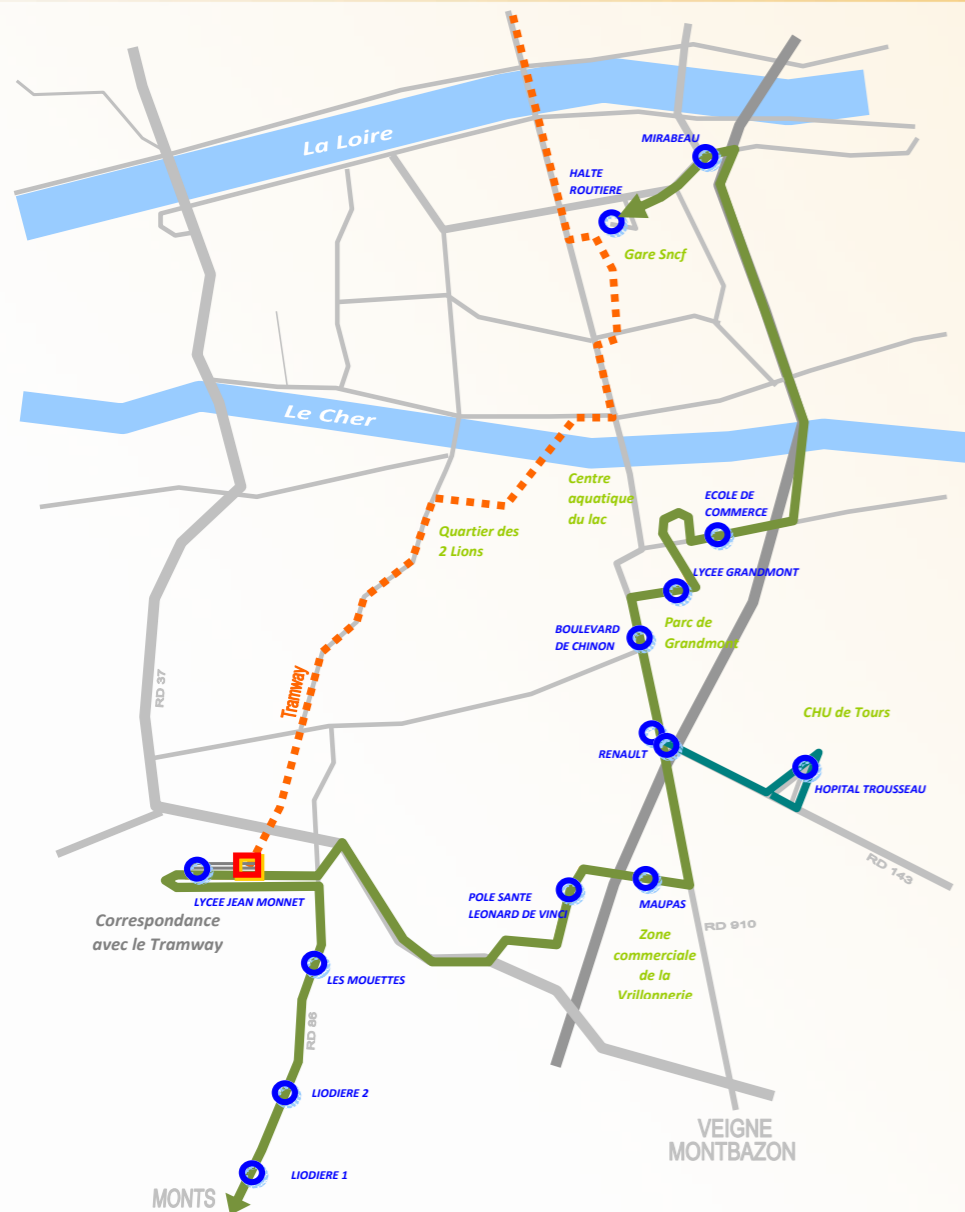 La Loire
MIRABEAU
HALTE
ROUTIERE
Gare Sncf
Le Cher
Centre
aquatique
du lac
ECOLE DE
COMMERCE
Quartier des
2 Lions
LYCEE GRANDMONT
BOULEVARD
DE CHINON
Parc de
Grandmont
RD 37
Tramway
CHU de Tours
RENAULT
HOPITAL TROUSSEAU
RD 143
LYCEE JEAN MONNET
POLE SANTE
LEONARD DE VINCI
MAUPAS
Correspondance
avec le Tramway
RD 910
Zone
commerciale
de la
Vrillonnerie
LES MOUETTES
RD 86
LIODIERE 2
VEIGNE
MONTBAZON
LIODIERE 1
MONTS